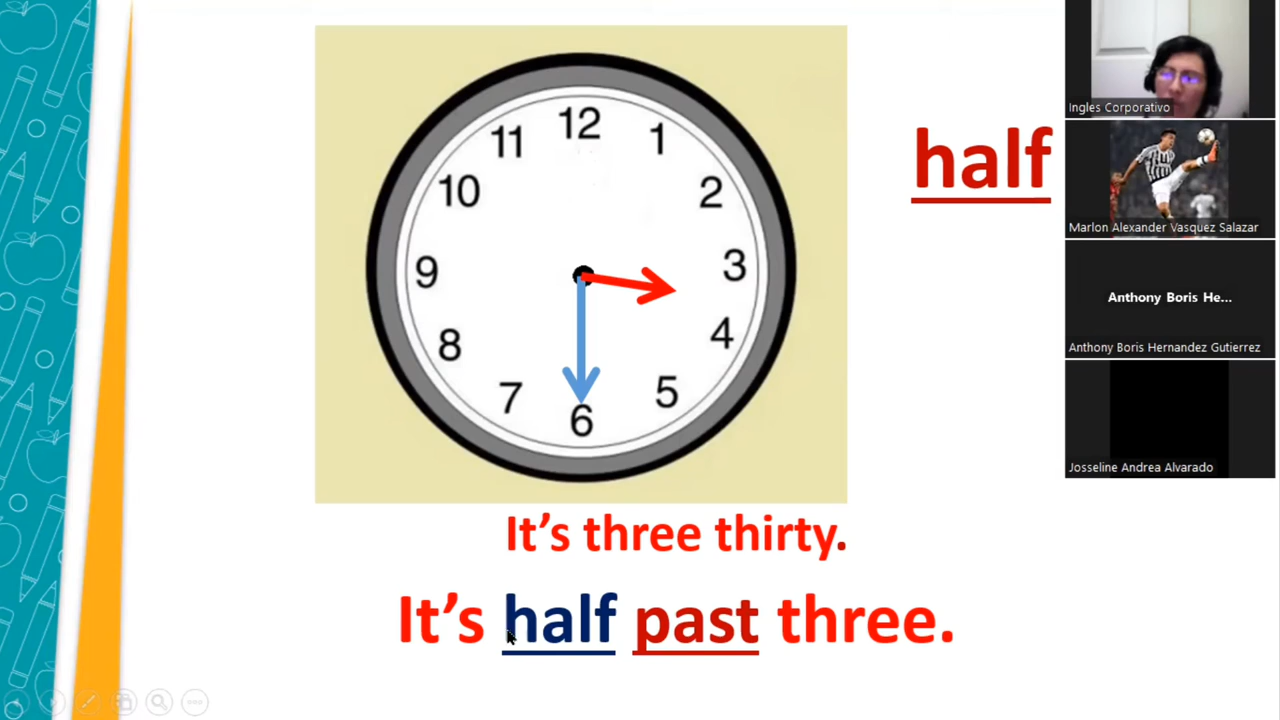 12
11
1
10
2
9
3
8
4
7
5
6
half
It’s three thirty.
It’s half past three.
Ingles Corporativo
Marlon Alexander Vasquez Salazar
Anthony Boris He...
Anthony Boris Hernandez Gutierrez
Josseline Andrea Alvarado